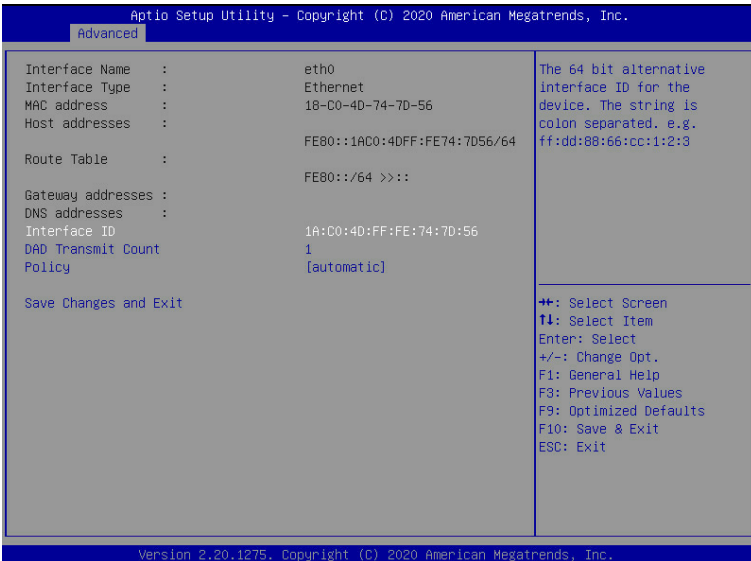 Aptio Setup Utility – Copyright (C) 2020 American Megatrends, Inc.
Advanced
Interface Name : eth0
Interface Type : Ethernet
MAC address : 18-C0-4D-74-7D-56
Host addresses :
FE80::1AC0:4DFF:FE74:7D56/64
Route Table :
FE80::/64 >>::
Gateway addresses :
DNS addresses :
Interface ID 1A:C0:4D:FF:FE:74:7D:56
DAD Transmit Count 1
Policy [automatic]
Save Changes and Exit
The 64 bit alternative
interface ID for the
device. The string is
colon separated. e.g.
ff:dd:88:66:cc:1:2:3
→←: Select Screen
↑↓: Select Item
Enter: Select
+/-: Change Opt.
F1: General Help
F3: Previous Values
F9: Optimized Defaults
F10: Save & Exit
ESC: Exit
Version 2.20.1275. Copyright (C) 2020 American Megatrends, Inc.